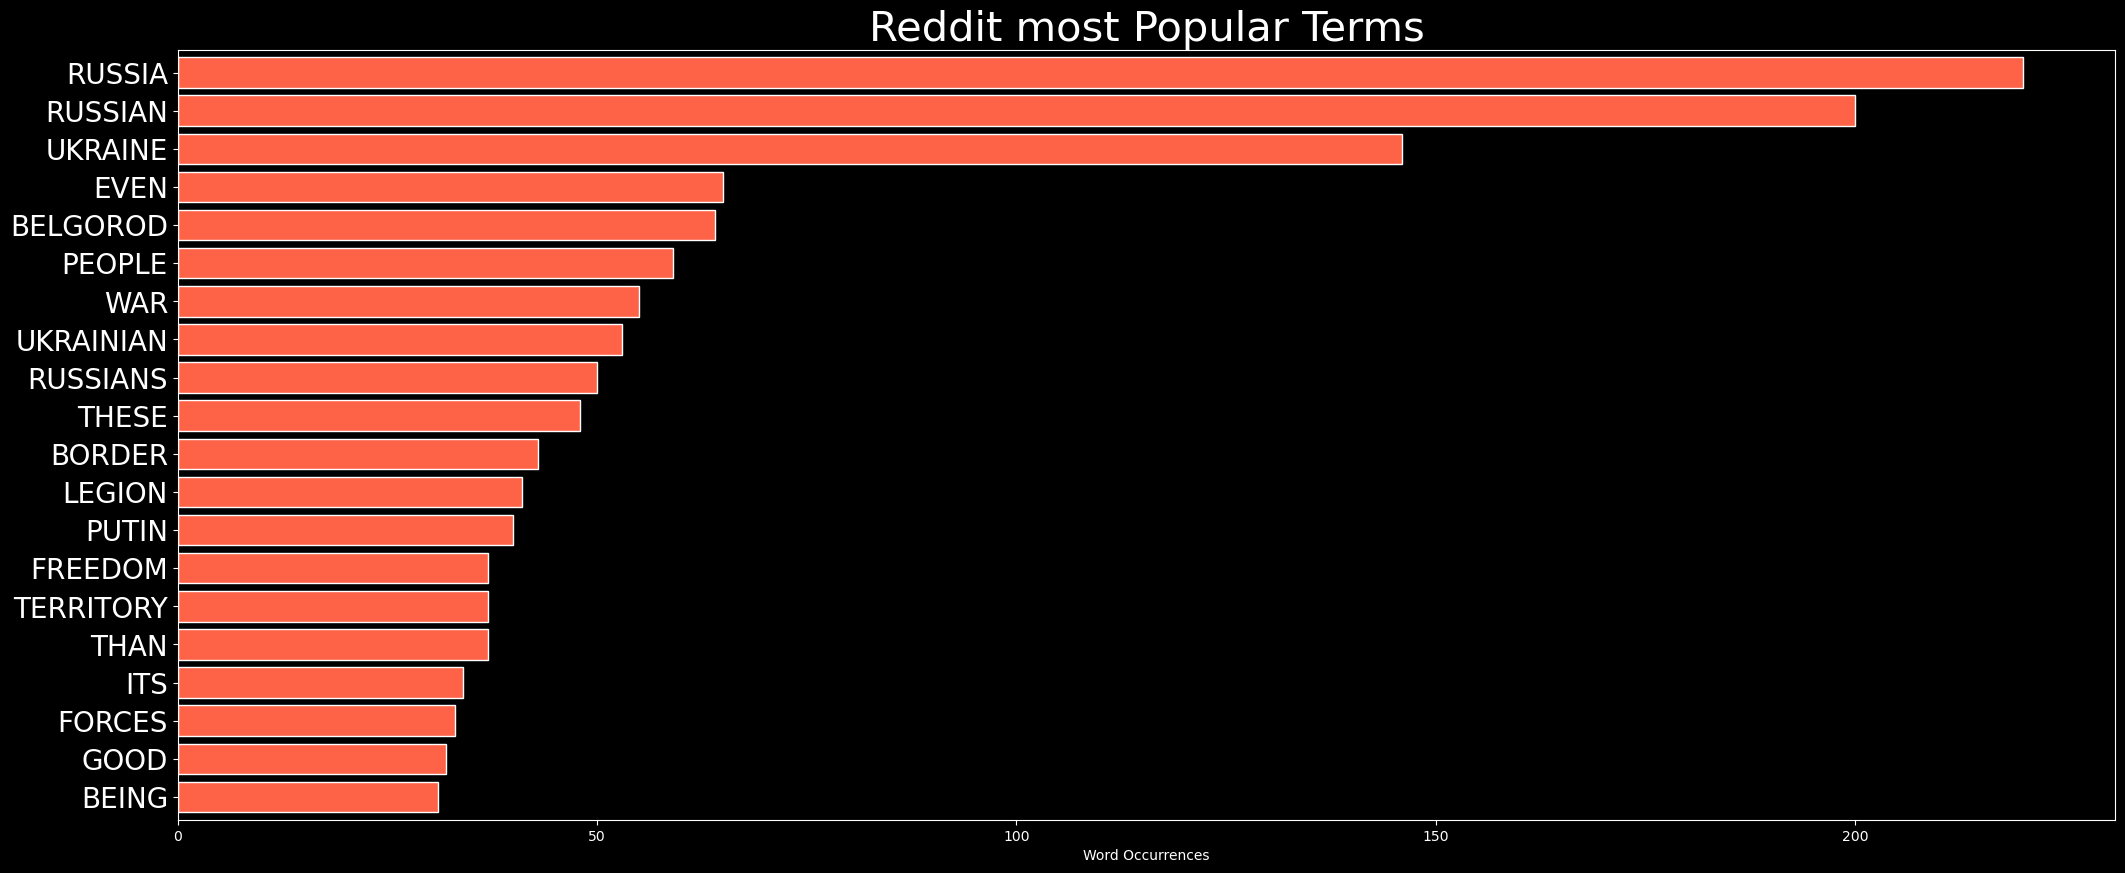 Reddit most Popular Terms
RUSSIA
RUSSIAN
UKRAINE
EVEN
BELGOROD
PEOPLE
WAR
UKRAINIAN
RUSSIANS
THESE
BORDER
LEGION
PUTIN
FREEDOM
TERRITORY
THAN
ITS
FORCES
GOOD
BEING
0 50 100 150 200
Word Occurrences